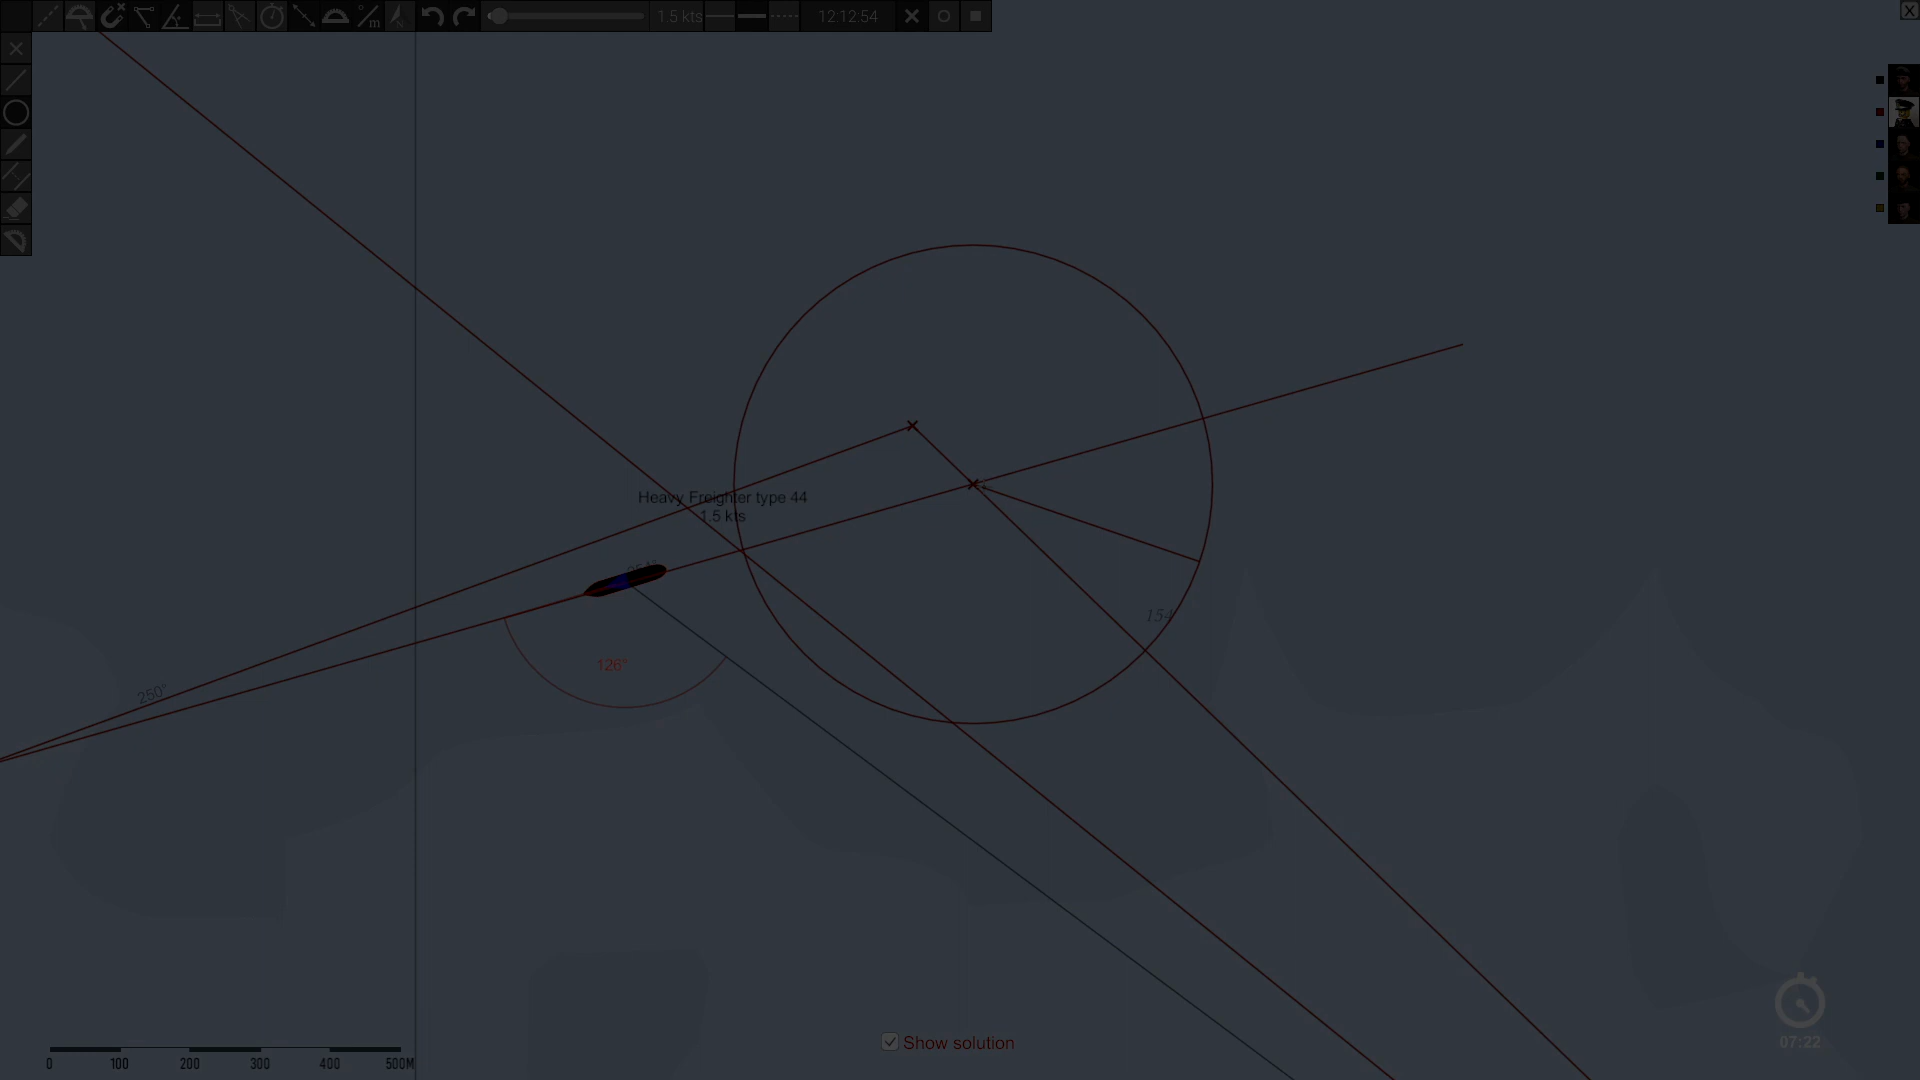 1.5 kts
12:12:54
X
Heavy Freighter type 44
1.5 kts
126°
154
250°
Show solution
07:22
0 100 200 300 400 500M